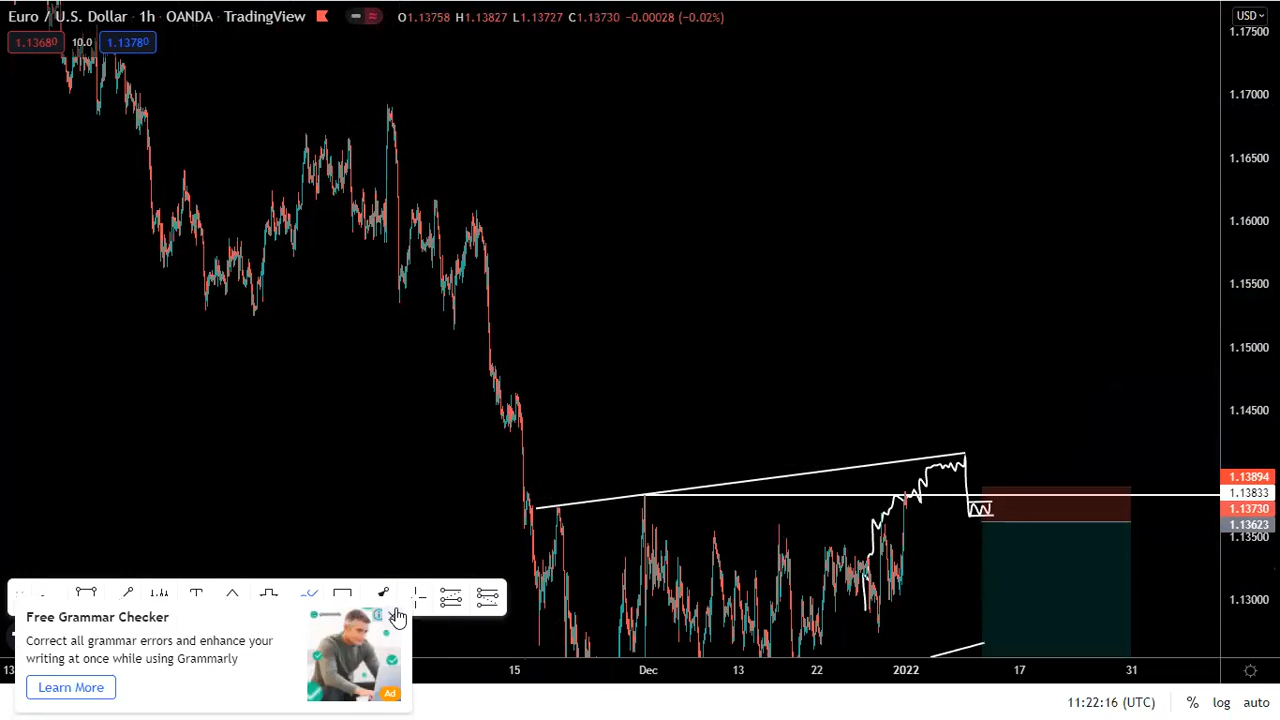 Euro / U.S. Dollar · 1h · OANDA · TradingView O1.13758 H1.13827 L1.13727 C1.13730 -0.00028 (-0.02%)
USD
1.13680 10.0 1.13780
1.17500
1.17000
1.16500
1.16000
1.15500
1.15000
1.14500
1.13894
1.13833
1.13730
1.13623
1.13500
1.13000
Free Grammar Checker
Correct all grammar errors and enhance your
writing at once while using Grammarly
Learn More
Ad
13 15 Dec 13 22 2022 17 31
11:22:16 (UTC) % log auto